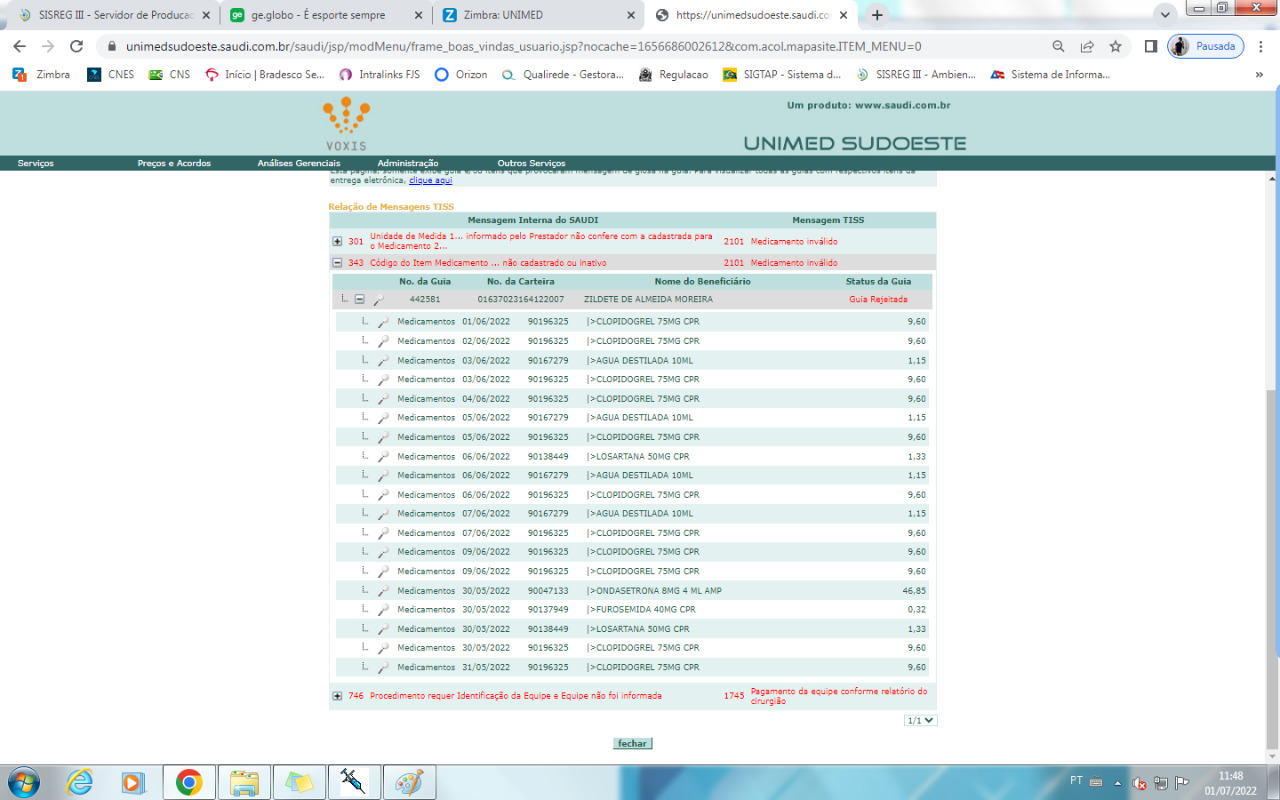 SISREG III - Servidor de Producac
ge.globo - É esporte sempre
Zimbra: UNIMED
https://unimedsudoeste.saudi.co
unimedsudoeste.saudi.com.br/saudi/jsp/modMenu/frame_boas_vindas_usuario.jsp?nocache=1656686002612&com.acol.mapasite.ITEM_MENU=0
Pausada
Zimbra CNES CNS Início | Bradesco Se... Intralinks FJS Orizon Qualirede - Gestora... Regulacao SIGTAP - Sistema d... SISREG III - Ambien... Sistema de Informa... »
VOXIS
Um produto: www.saudi.com.br
UNIMED SUDOESTE
Serviços Preços e Acordos Análises Gerenciais Administração Outros Serviços
Esta página, somente exibe guia e/ou itens que provocaram mensagem de glosa na guia. Para visualizar todas as guias com respectivos itens da
entrega eletrônica, clique aqui
Relação de Mensagens TISS
Mensagem Interna do SAUDI Mensagem TISS
301 Unidade de Medida 1... informado pelo Prestador não confere com a cadastrada para
o Medicamento 2...
2101 Medicamento inválido
343 Código do Item Medicamento ... não cadastrado ou inativo 2101 Medicamento inválido
No. da Guia No. da Carteira Nome do Beneficiário Status da Guia
442581 01637023164122007 ZILDETE DE ALMEIDA MOREIRA Guia Rejeitada
Medicamentos 01/06/2022 90196325 |>CLOPIDOGREL 75MG CPR 9,60
Medicamentos 02/06/2022 90196325 |>CLOPIDOGREL 75MG CPR 9,60
Medicamentos 03/06/2022 90167279 |>AGUA DESTILADA 10ML 1,15
Medicamentos 03/06/2022 90196325 |>CLOPIDOGREL 75MG CPR 9,60
Medicamentos 04/06/2022 90196325 |>CLOPIDOGREL 75MG CPR 9,60
Medicamentos 05/06/2022 90167279 |>AGUA DESTILADA 10ML 1,15
Medicamentos 05/06/2022 90196325 |>CLOPIDOGREL 75MG CPR 9,60
Medicamentos 06/06/2022 90138449 |>LOSARTANA 50MG CPR 1,33
Medicamentos 06/06/2022 90167279 |>AGUA DESTILADA 10ML 1,15
Medicamentos 06/06/2022 90196325 |>CLOPIDOGREL 75MG CPR 9,60
Medicamentos 07/06/2022 90167279 |>AGUA DESTILADA 10ML 1,15
Medicamentos 07/06/2022 90196325 |>CLOPIDOGREL 75MG CPR 9,60
Medicamentos 09/06/2022 90196325 |>CLOPIDOGREL 75MG CPR 9,60
Medicamentos 09/06/2022 90196325 |>CLOPIDOGREL 75MG CPR 9,60
Medicamentos 30/05/2022 90047133 |>ONDASETRONA 8MG 4 ML AMP 46,85
Medicamentos 30/05/2022 90137949 |>FUROSEMIDA 40MG CPR 0,32
Medicamentos 30/05/2022 90138449 |>LOSARTANA 50MG CPR 1,33
Medicamentos 30/05/2022 90196325 |>CLOPIDOGREL 75MG CPR 9,60
Medicamentos 31/05/2022 90196325 |>CLOPIDOGREL 75MG CPR 9,60
746 Procedimento requer Identificação da Equipe e Equipe não foi informada
1745 Pagamento da equipe conforme relatório do
cirurgião
1/1
fechar
PT
11:48
01/07/2022